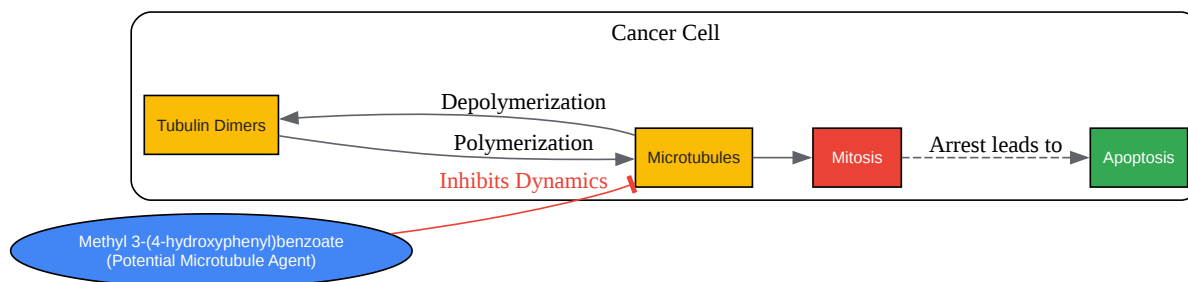 Cancer Cell
Depolymerization
Tubulin Dimers
Polymerization
Microtubules
Mitosis
Arrest leads to
Apoptosis
Inhibits Dynamics
Methyl 3-(4-hydroxyphenyl)benzoate
(Potential Microtubule Agent)